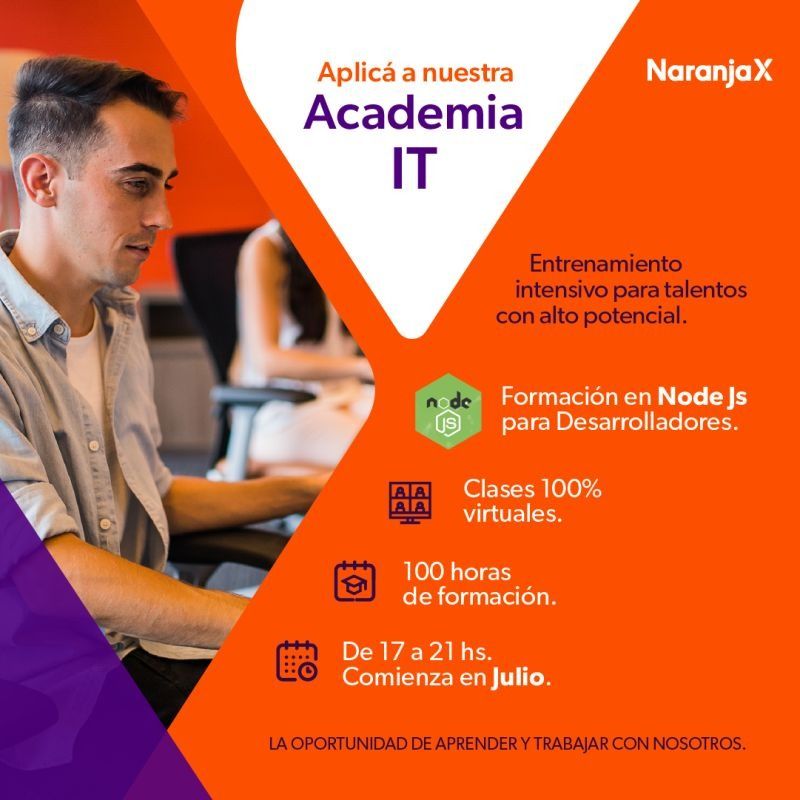 Aplicá a nuestra
Academia
IT
NaranjaX
Entrenamiento
intensivo para talentos
con alto potencial.
node
JS
Formación en Node Js
para Desarrolladores.
Clases 100%
virtuales.
100 horas
de formación.
De 17 a 21 hs.
Comienza en Julio.
LA OPORTUNIDAD DE APRENDER Y TRABAJAR CON NOSOTROS.